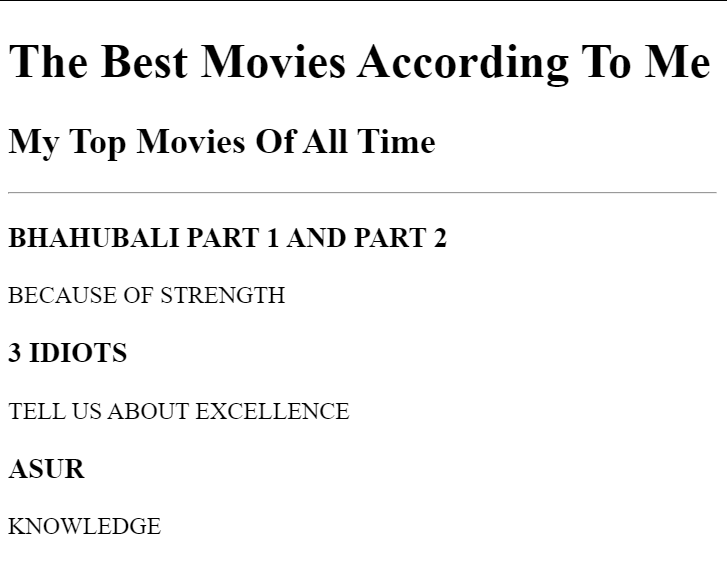 The Best Movies According To Me
My Top Movies Of All Time
BHAHUBALI PART 1 AND PART 2
BECAUSE OF STRENGTH
3 IDIOTS
TELL US ABOUT EXCELLENCE
ASUR
KNOWLEDGE